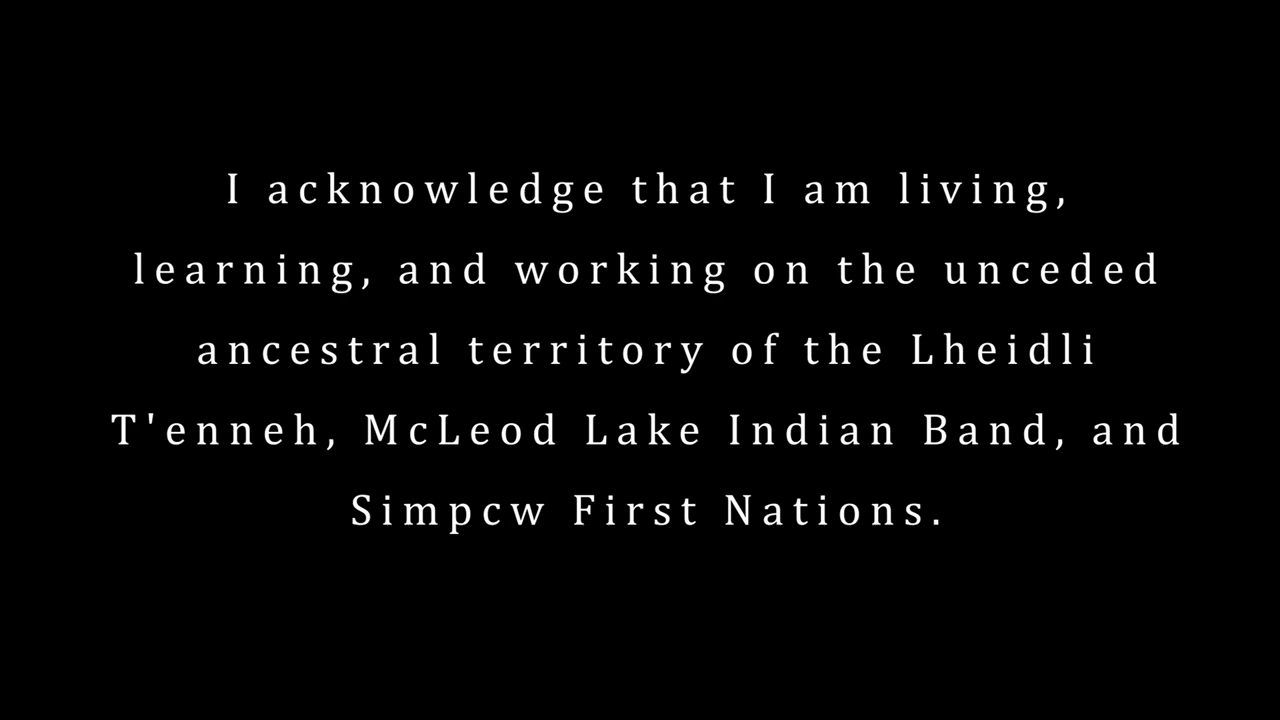 I acknowledge that I am living,
learning, and working on the unceded
ancestral territory of the Lheidli
T'enneh, McLeod Lake Indian Band, and
Simpcw First Nations.